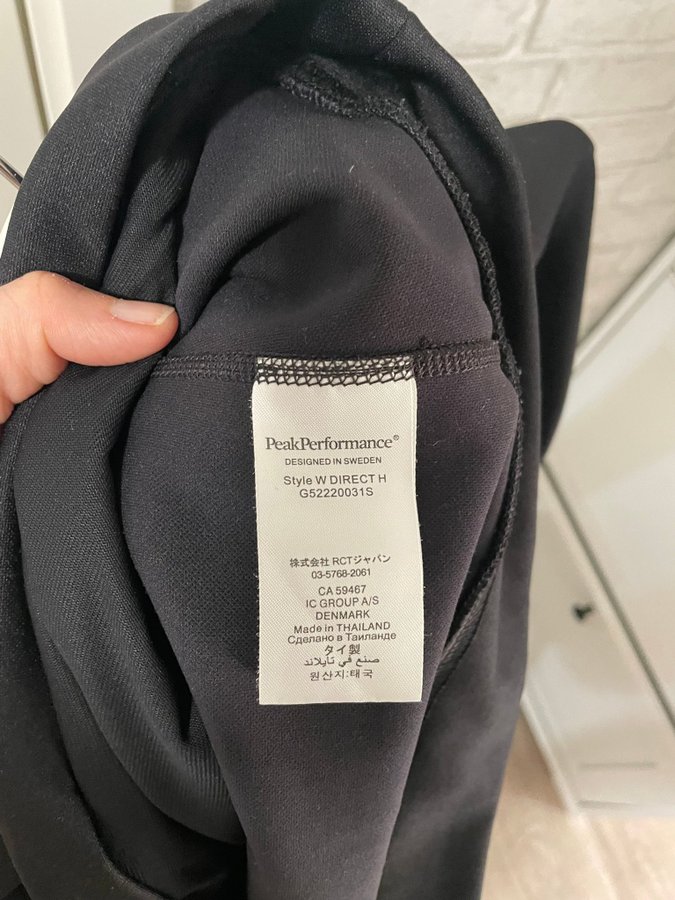 PeakPerformance®
DESIGNED IN SWEDEN
Style W DIRECT H
G52220031S
株式会社 RCTジャパン
03-5768-2061
CA 59467
IC GROUP A/S
DENMARK
Made in THAILAND
Сделано в Таиланде
タイ製
صنع في تايلاند
원산지:태국